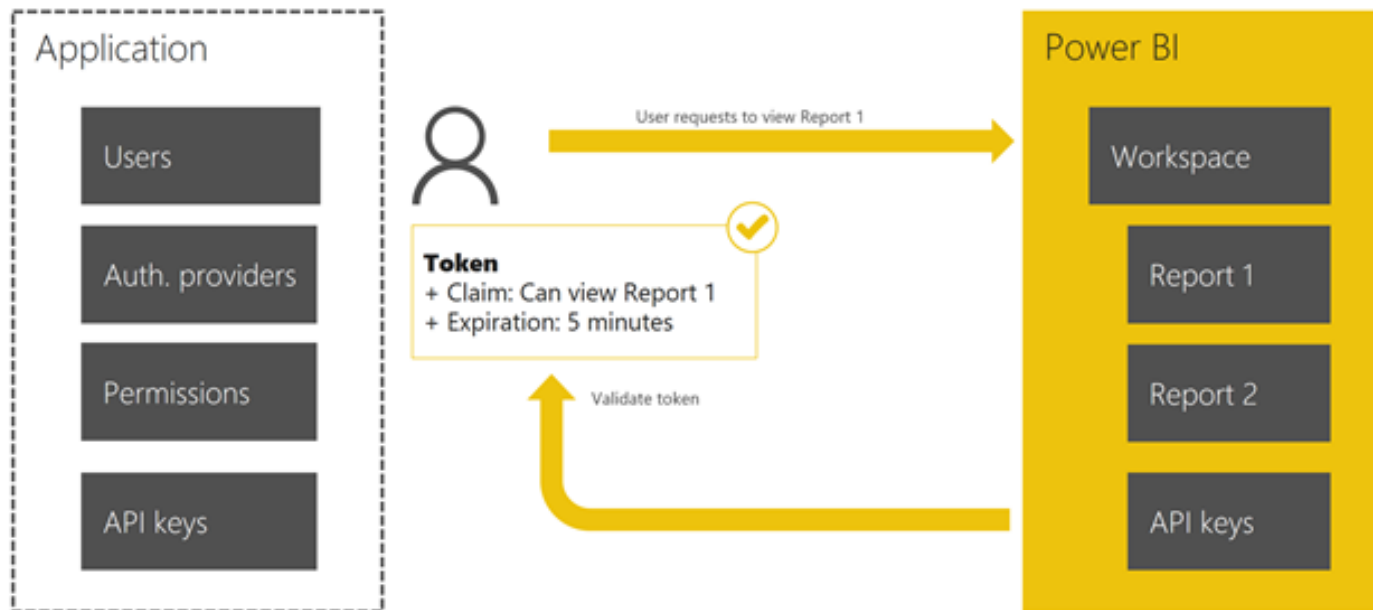 Application
Users
Auth. providers
Permissions
API keys
User requests to view Report 1
Token
+ Claim: Can view Report 1
+ Expiration: 5 minutes
Validate token
Power BI
Workspace
Report 1
Report 2
API keys